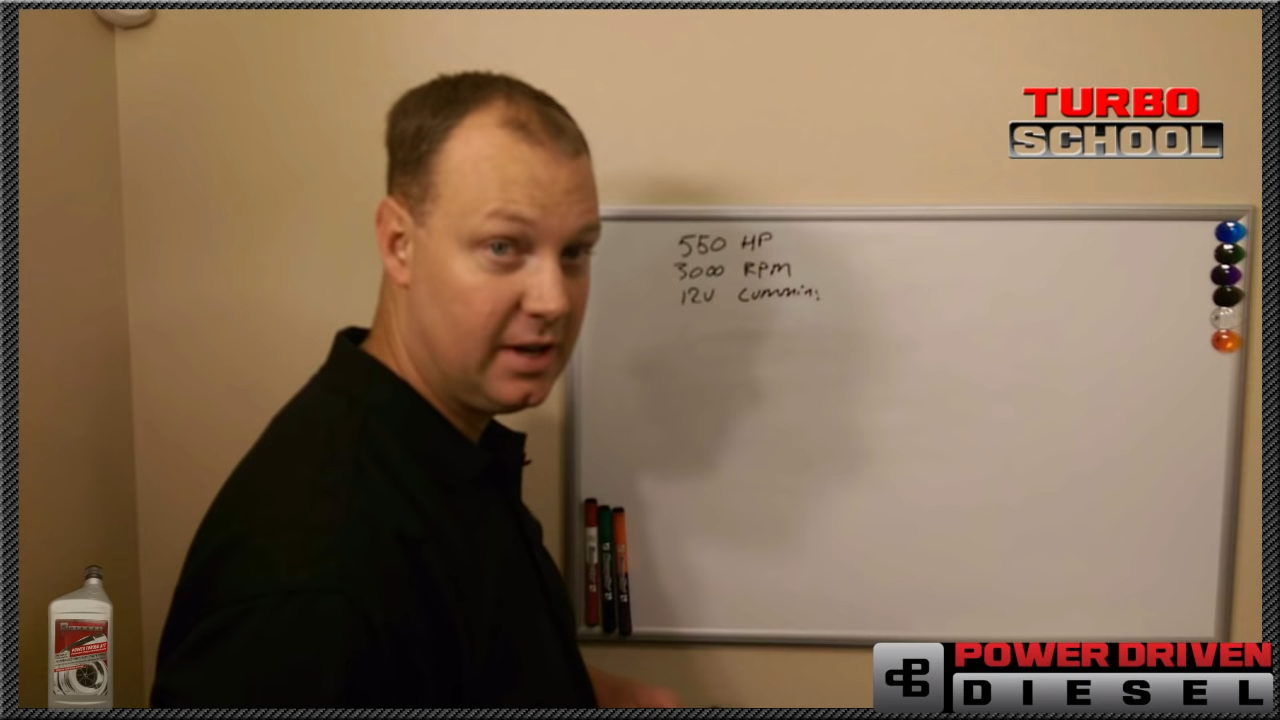 TURBO
SCHOOL
550 HP
3000 RPM
12V Cummins
POWER DRIVEN
DIESEL